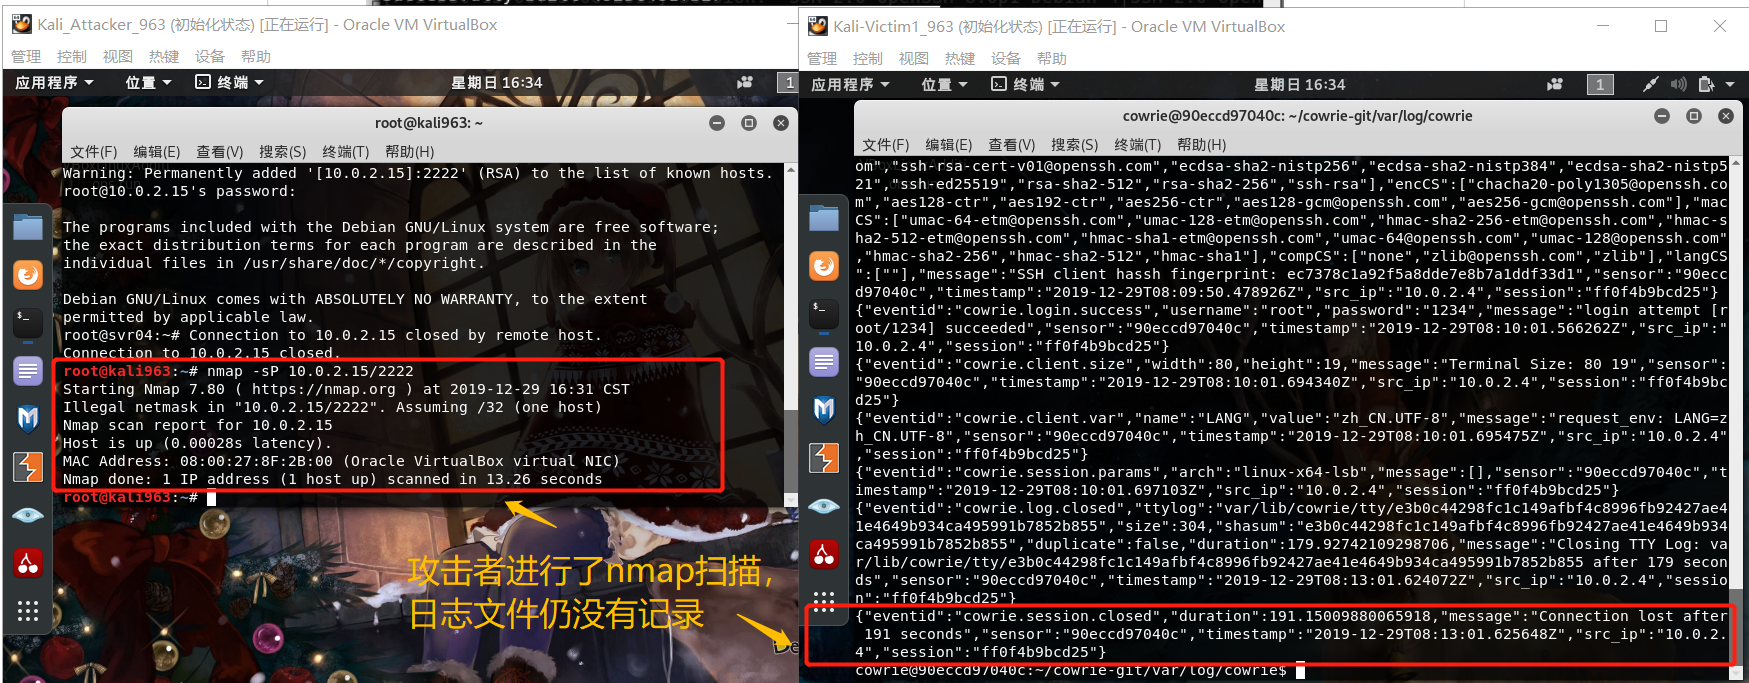 Kali_Attacker_963 (初始化状态) [正在运行] - Oracle VM VirtualBox
管理 控制 视图 热键 设备 帮助
应用程序 位置 终端 星期日 16:34 1
root@kali963: ~
文件(F) 编辑(E) 查看(V) 搜索(S) 终端(T) 帮助(H)
Warning: Permanently added '[10.0.2.15]:2222' (RSA) to the list of known hosts.
root@10.0.2.15's password:
The programs included with the Debian GNU/Linux system are free software;
the exact distribution terms for each program are described in the
individual files in /usr/share/doc/*/copyright.
Debian GNU/Linux comes with ABSOLUTELY NO WARRANTY, to the extent
permitted by applicable law.
root@svr04:~# Connection to 10.0.2.15 closed by remote host.
Connection to 10.0.2.15 closed.
root@kali963:~# nmap -sP 10.0.2.15/2222
Starting Nmap 7.80 ( https://nmap.org ) at 2019-12-29 16:31 CST
Illegal netmask in "10.0.2.15/2222". Assuming /32 (one host)
Nmap scan report for 10.0.2.15
Host is up (0.00028s latency).
MAC Address: 08:00:27:8F:2B:00 (Oracle VirtualBox virtual NIC)
Nmap done: 1 IP address (1 host up) scanned in 13.26 seconds
root@kali963:~#
攻击者进行了nmap扫描，
日志文件仍没有记录
Kali-Victim1_963 (初始化状态) [正在运行] - Oracle VM VirtualBox
管理 控制 视图 热键 设备 帮助
应用程序 位置 终端 星期日 16:34 1
cowrie@90eccd97040c: ~/cowrie-git/var/log/cowrie
文件(F) 编辑(E) 查看(V) 搜索(S) 终端(T) 帮助(H)
om","ssh-rsa-cert-v01@openssh.com","ecdsa-sha2-nistp256","ecdsa-sha2-nistp384","ecdsa-sha2-nistp5
21","ssh-ed25519","rsa-sha2-512","rsa-sha2-256","ssh-rsa"],"encCS":["chacha20-poly1305@openssh.co
m","aes128-ctr","aes192-ctr","aes256-ctr","aes128-gcm@openssh.com","aes256-gcm@openssh.com"],"mac
CS":["umac-64-etm@openssh.com","umac-128-etm@openssh.com","hmac-sha2-256-etm@openssh.com","hmac-s
ha2-512-etm@openssh.com","hmac-sha1-etm@openssh.com","umac-64@openssh.com","umac-128@openssh.com"
,"hmac-sha2-256","hmac-sha2-512","hmac-sha1"],"compCS":["none","zlib@openssh.com","zlib"],"langCS
":[""],"message":"SSH client hassh fingerprint: ec7378c1a92f5a8dde7e8b7a1ddf33d1","sensor":"90ecc
d97040c","timestamp":"2019-12-29T08:09:50.478926Z","src_ip":"10.0.2.4","session":"ff0f4b9bcd25"}
{"eventid":"cowrie.login.success","username":"root","password":"1234","message":"login attempt [r
oot/1234] succeeded","sensor":"90eccd97040c","timestamp":"2019-12-29T08:10:01.566262Z","src_ip":"
10.0.2.4","session":"ff0f4b9bcd25"}
{"eventid":"cowrie.client.size","width":80,"height":19,"message":"Terminal Size: 80 19","sensor":
"90eccd97040c","timestamp":"2019-12-29T08:10:01.694340Z","src_ip":"10.0.2.4","session":"ff0f4b9bc
d25"}
{"eventid":"cowrie.client.var","name":"LANG","value":"zh_CN.UTF-8","message":"request_env: LANG=z
h_CN.UTF-8","sensor":"90eccd97040c","timestamp":"2019-12-29T08:10:01.695475Z","src_ip":"10.0.2.4"
,"session":"ff0f4b9bcd25"}
{"eventid":"cowrie.session.params","arch":"linux-x64-lsb","message":[],"sensor":"90eccd97040c","t
imestamp":"2019-12-29T08:10:01.697103Z","src_ip":"10.0.2.4","session":"ff0f4b9bcd25"}
{"eventid":"cowrie.log.closed","ttylog":"var/lib/cowrie/tty/e3b0c44298fc1c149afbf4c8996fb92427ae4
1e4649b934ca495991b7852b855","size":304,"shasum":"e3b0c44298fc1c149afbf4c8996fb92427ae41e4649b934
ca495991b7852b855","duplicate":false,"duration":179.92742109298706,"message":"Closing TTY Log: va
r/lib/cowrie/tty/e3b0c44298fc1c149afbf4c8996fb92427ae41e4649b934ca495991b7852b855 after 179 secon
ds","sensor":"90eccd97040c","timestamp":"2019-12-29T08:13:01.624072Z","src_ip":"10.0.2.4","sessio
n":"ff0f4b9bcd25"}
{"eventid":"cowrie.session.closed","duration":191.15009880065918,"message":"Connection lost after
191 seconds","sensor":"90eccd97040c","timestamp":"2019-12-29T08:13:01.625648Z","src_ip":"10.0.2.
4","session":"ff0f4b9bcd25"}
cowrie@90eccd97040c:~/cowrie-git/var/log/cowrie$